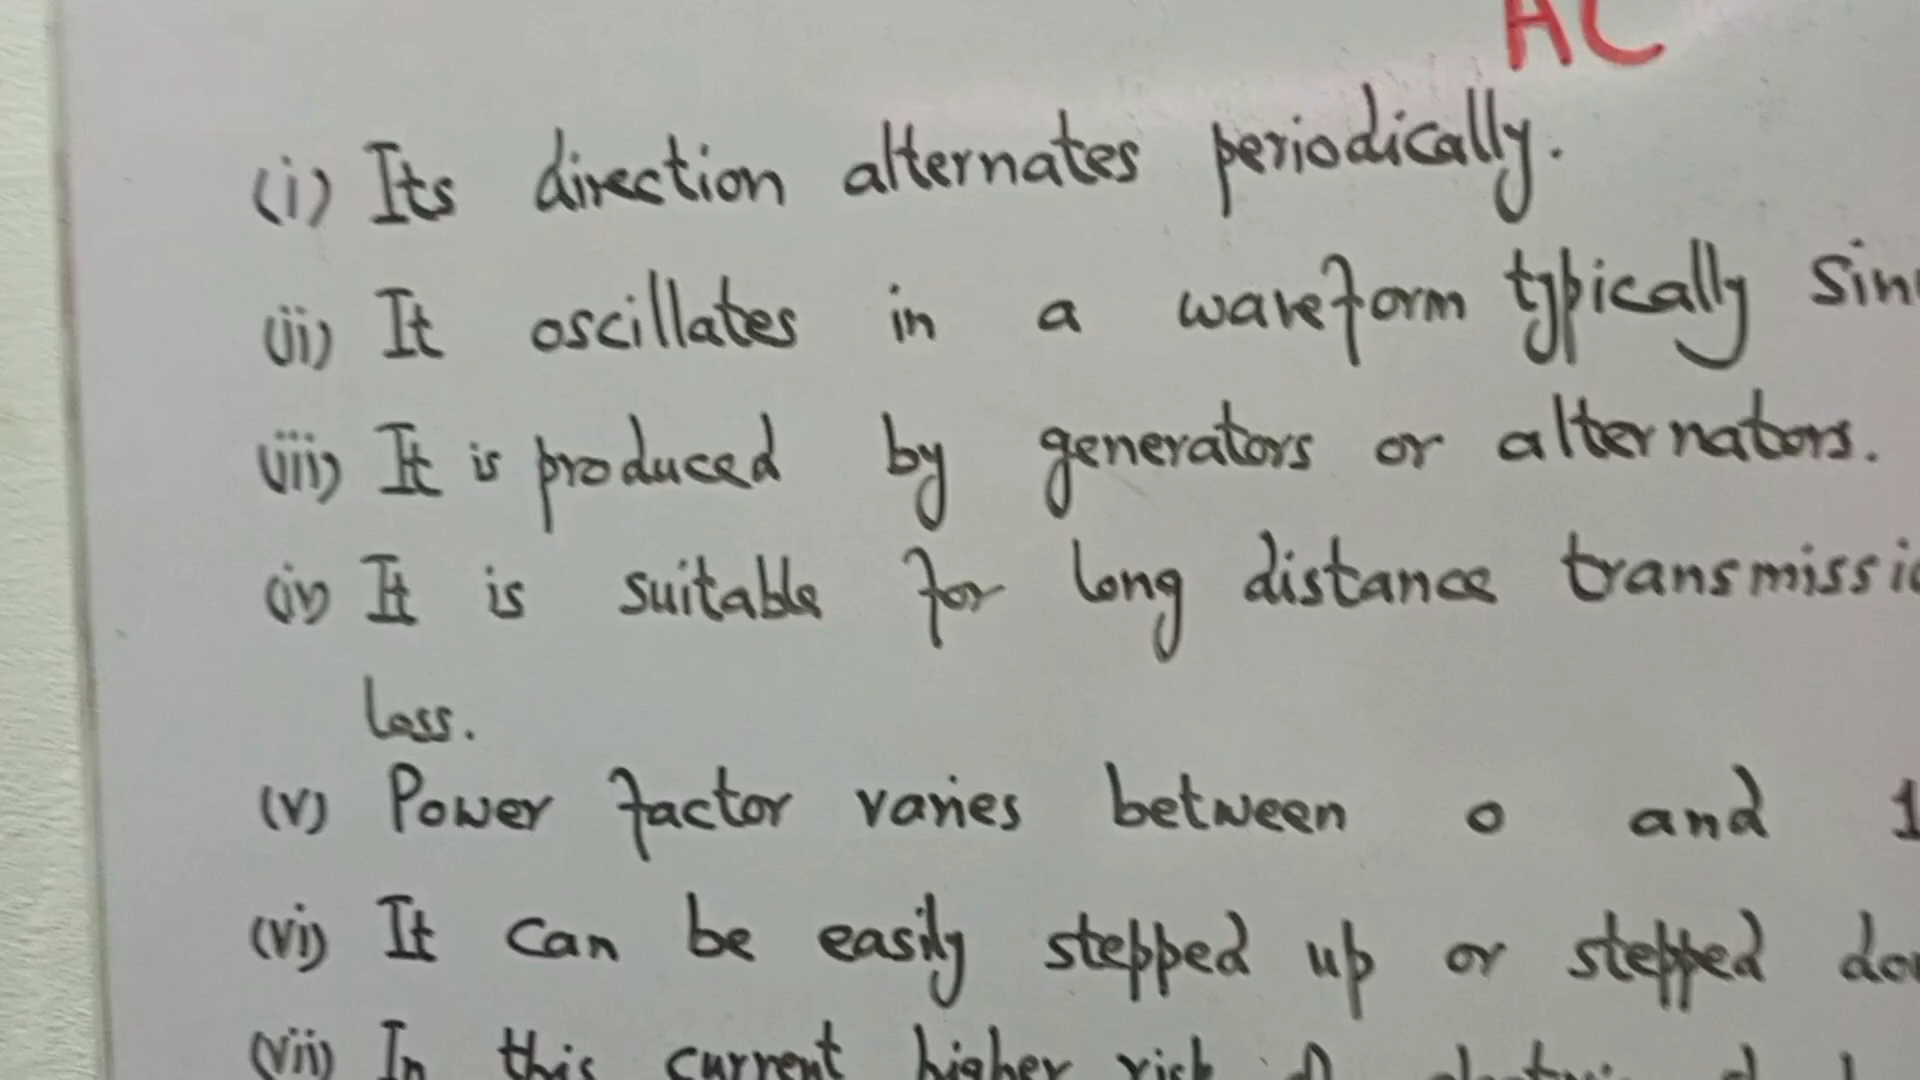 AC
(i) Its direction alternates periodically.
(ii) It oscillates in a waveform typically
(iii) It is produced by generators or alternators.
(iv) It is suitable for long distance
loss.
(v) Power factor varies between 0 and 1
(vi) It can be easily stepped up or stepped
(vii) In this current higher risk